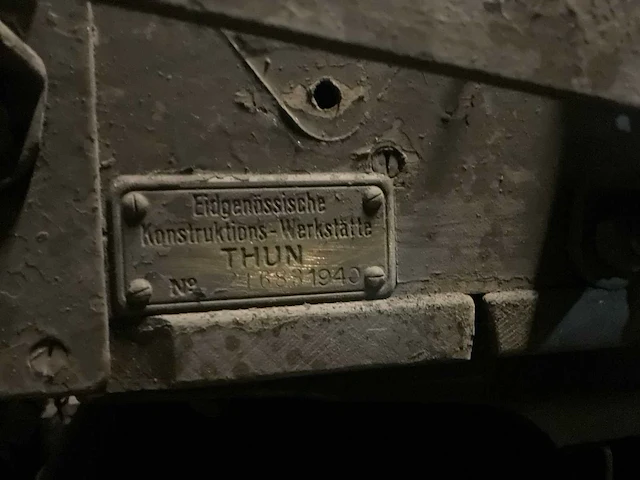 Eidgenössische
Konstruktions-Werkstätte
THUN
Nº 1940